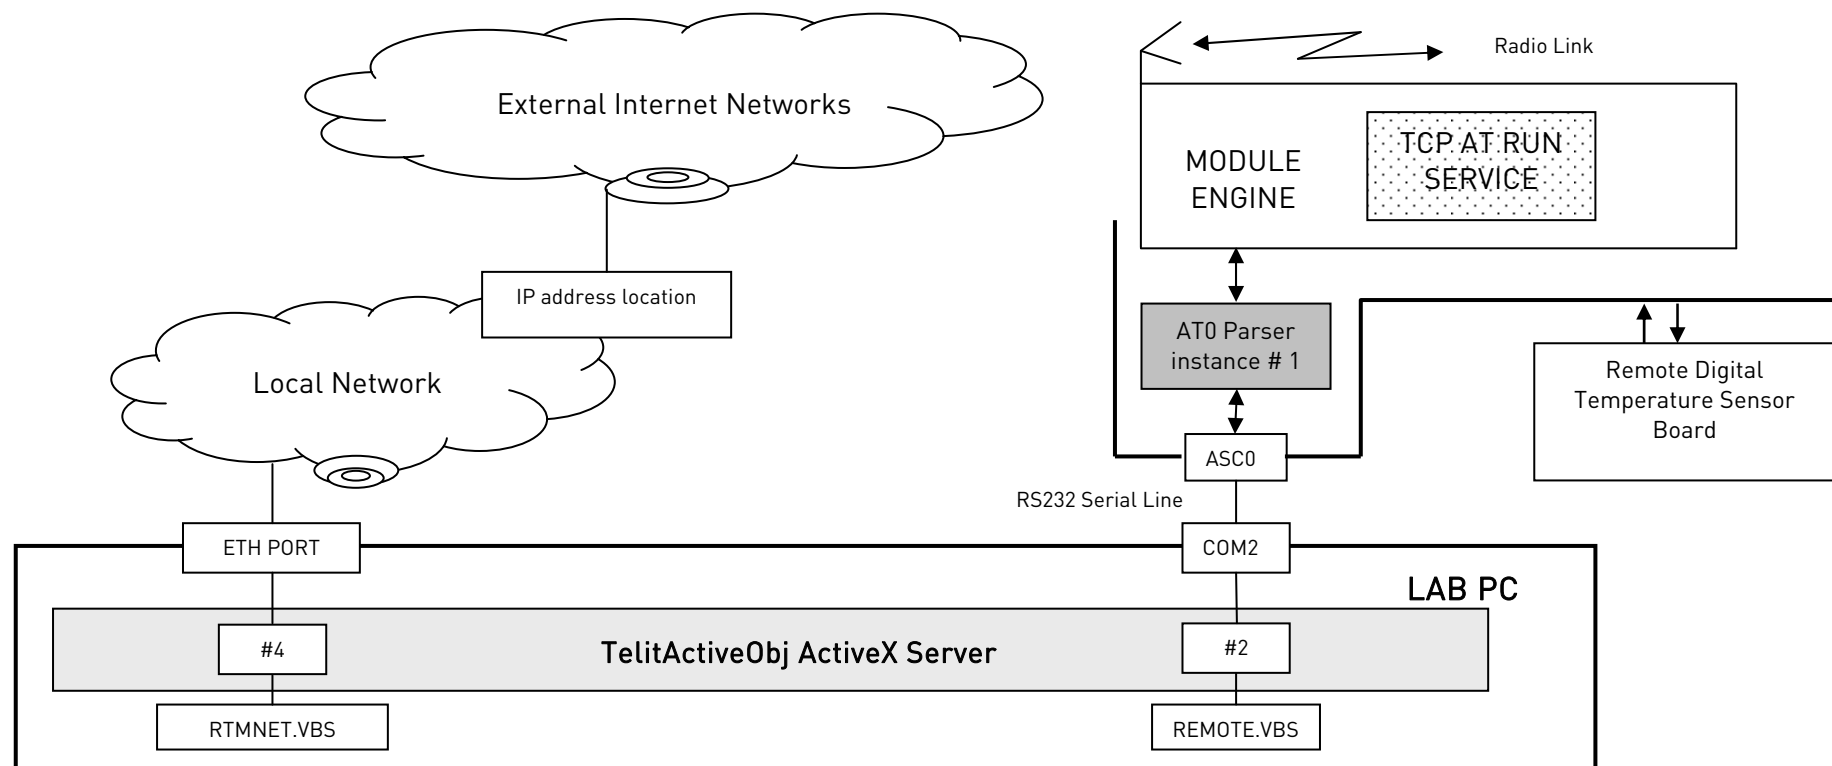 Radio Link
External Internet Networks
MODULE
ENGINE
TCP AT RUN
SERVICE
IP address location
AT0 Parser
instance # 1
Local Network
Remote Digital
Temperature Sensor
Board
ASC0
RS232 Serial Line
ETH PORT
COM2
LAB PC
#4
TelitActiveObj ActiveX Server
#2
RTMNET.VBS
REMOTE.VBS